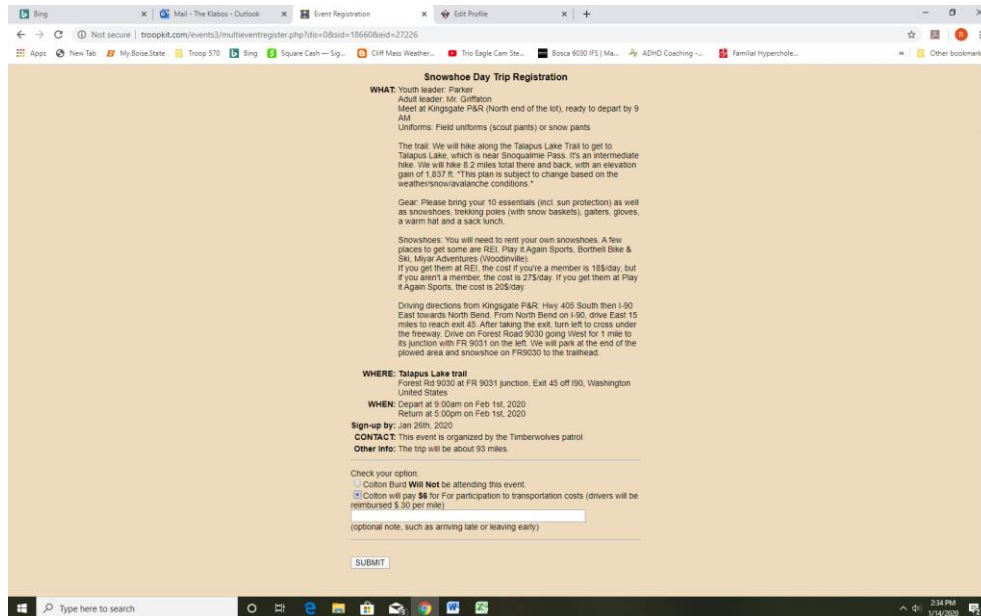 Bing
Mail - The Klabos - Outlook
Event Registration
Edit Profile
Not secure | troopkit.com/events3/multieventregister.php?dis=0&sid=18660&eid=27226
Apps New Tab My.Boise.State Troop 570 Bing Square Cash — Sig... Cliff Mass Weather... Trio Eagle Cam Ste... Bosca 6030 IFS | Ma... ADHD Coaching -... Familial Hyperchole... Other bookmark
Snowshoe Day Trip Registration
WHAT: Youth leader: Parker
Adult leader: Mr. Griffaton
Meet at Kingsgate P&R (North end of the lot), ready to depart by 9
AM
Uniforms: Field uniforms (scout pants) or snow pants
The trail: We will hike along the Talapus Lake Trail to get to
Talapus Lake, which is near Snoqualmie Pass. It's an intermediate
hike. We will hike 8.2 miles total there and back, with an elevation
gain of 1,837 ft. *This plan is subject to change based on the
weather/snow/avalanche conditions.*
Gear: Please bring your 10 essentials (incl. sun protection) as well
as snowshoes, trekking poles (with snow baskets), gaiters, gloves,
a warm hat and a sack lunch.
Snowshoes: You will need to rent your own snowshoes. A few
places to get some are REI, Play it Again Sports, Borthell Bike &
Ski, Miyar Adventures (Woodinville).
If you get them at REI, the cost if you're a member is 18$/day, but
if you aren't a member, the cost is 27$/day. If you get them at Play
it Again Sports, the cost is 20$/day.
Driving directions from Kingsgate P&R: Hwy 405 South then I-90
East towards North Bend. From North Bend on I-90, drive East 15
miles to reach exit 45. After taking the exit, turn left to cross under
the freeway. Drive on Forest Road 9030 going West for 1 mile to
its junction with FR 9031 on the left. We will park at the end of the
plowed area and snowshoe on FR9030 to the trailhead.
WHERE: Talapus Lake trail
Forest Rd 9030 at FR 9031 junction, Exit 45 off I90, Washington
United States
WHEN: Depart at 9:00am on Feb 1st, 2020
Return at 5:00pm on Feb 1st, 2020
Sign-up by: Jan 26th, 2020
CONTACT: This event is organized by the Timberwolves patrol
Other info: The trip will be about 93 miles.
Check your option:
Colton Burd Will Not be attending this event.
Colton will pay $6 for For participation to transportation costs (drivers will be
reimbursed $.30 per mile)
(optional note, such as arriving late or leaving early)
SUBMIT
Type here to search
2:34 PM
1/14/2020